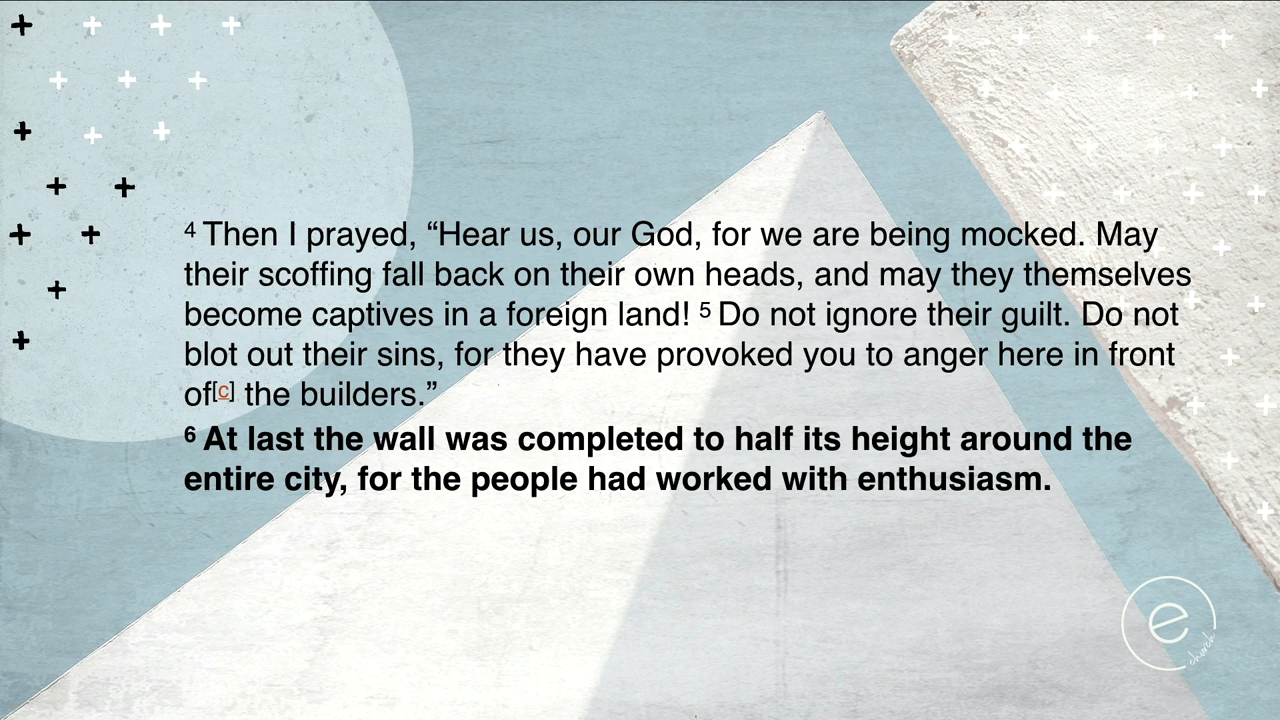 4 Then I prayed, “Hear us, our God, for we are being mocked. May
their scoffing fall back on their own heads, and may they themselves
become captives in a foreign land! 5 Do not ignore their guilt. Do not
blot out their sins, for they have provoked you to anger here in front
of[c] the builders.”
6 At last the wall was completed to half its height around the
entire city, for the people had worked with enthusiasm.
e
church